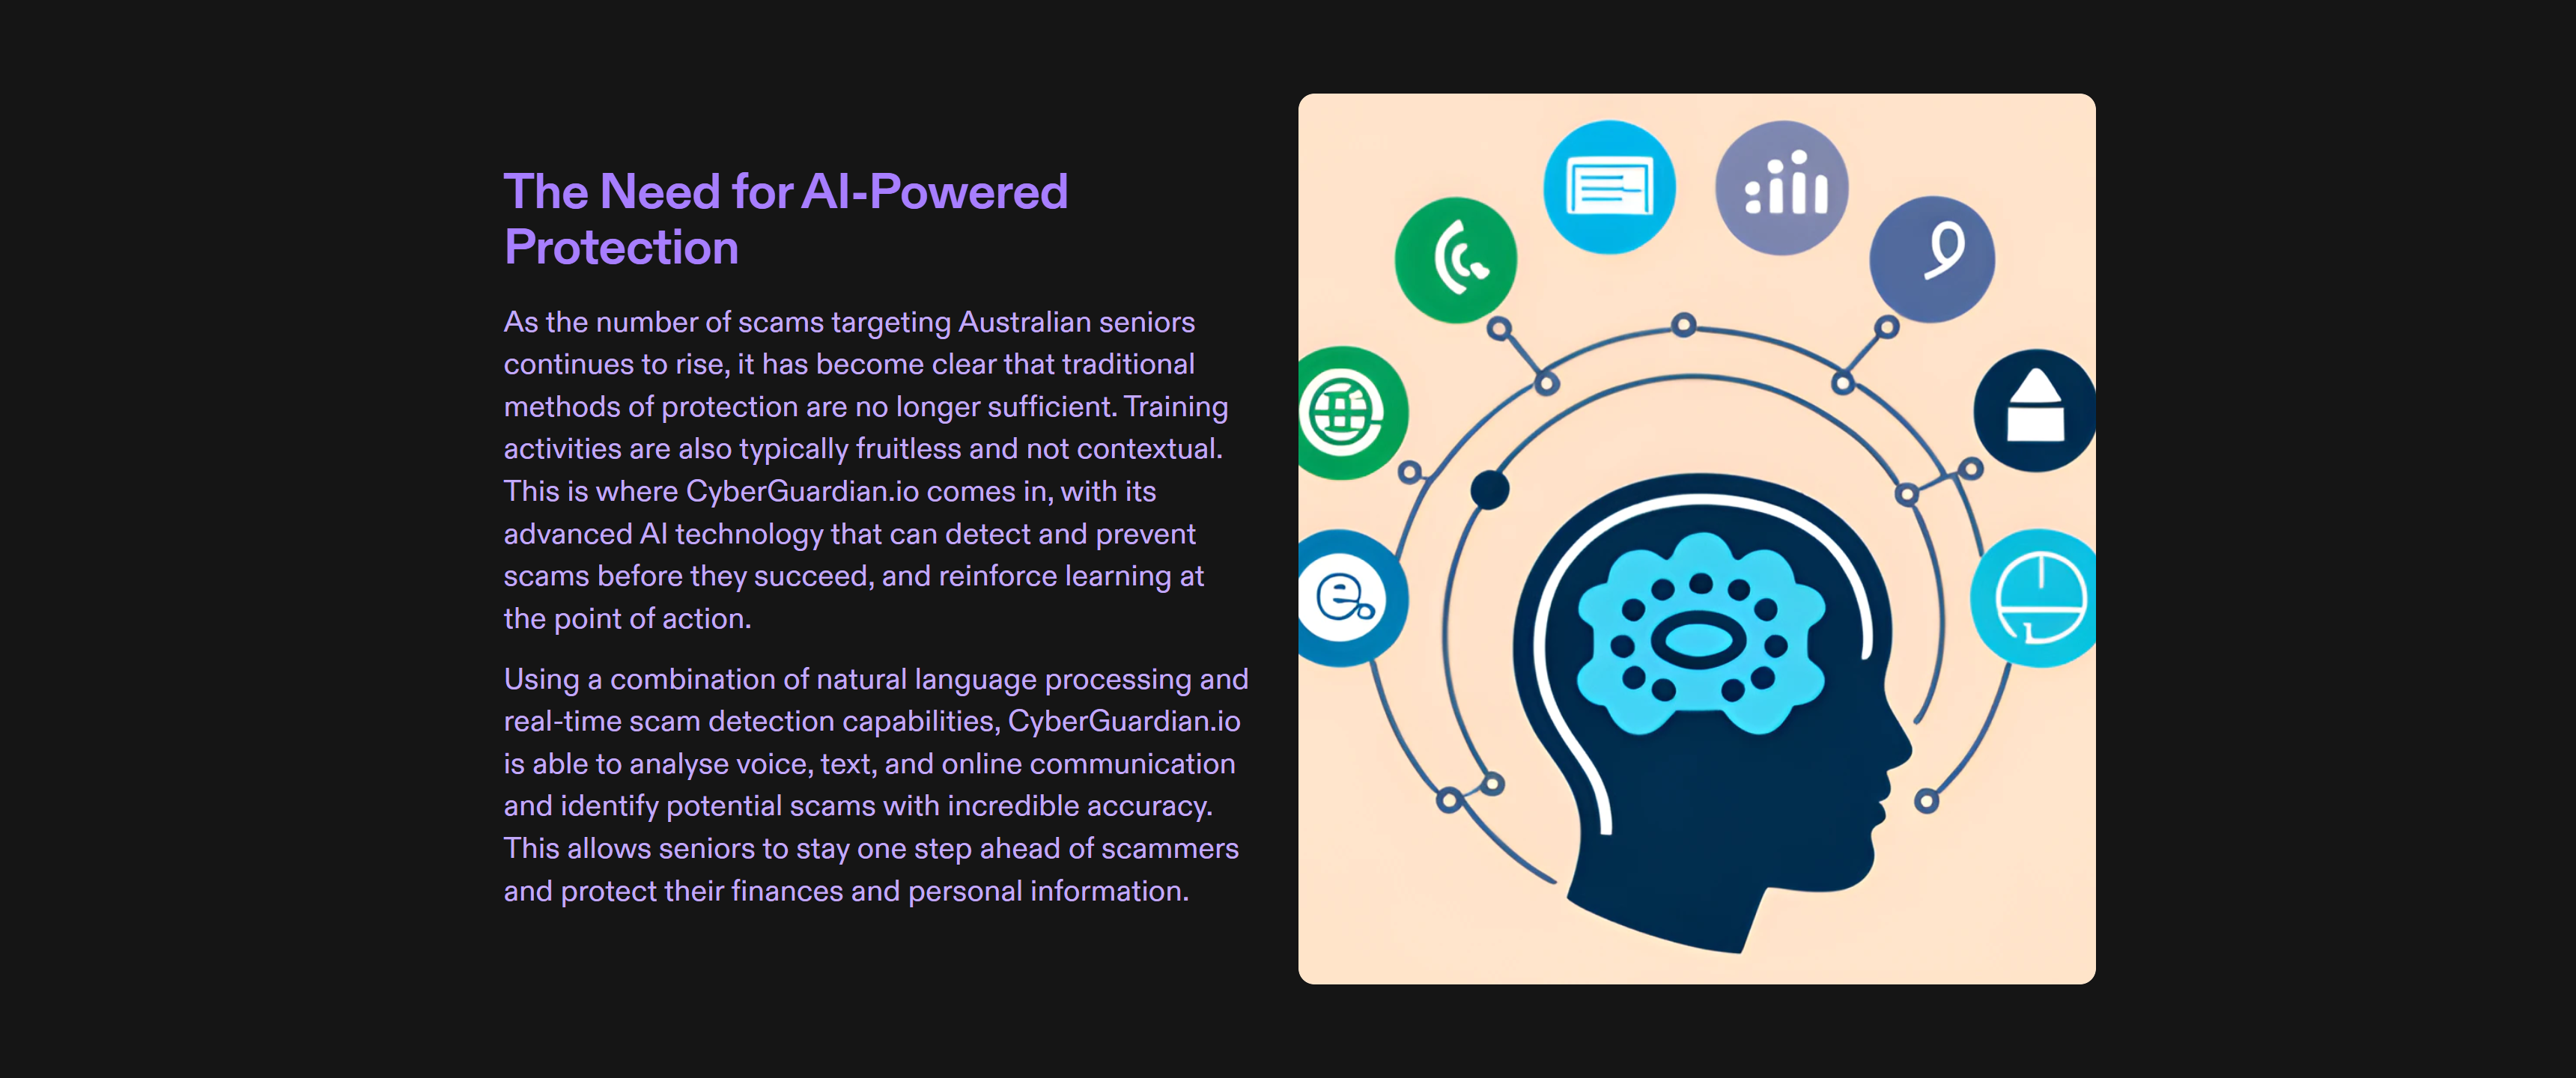 The Need for AI-Powered
Protection
As the number of scams targeting Australian seniors
continues to rise, it has become clear that traditional
methods of protection are no longer sufficient. Training
activities are also typically fruitless and not contextual.
This is where CyberGuardian.io comes in, with its
advanced AI technology that can detect and prevent
scams before they succeed, and reinforce learning at
the point of action.
Using a combination of natural language processing and
real-time scam detection capabilities, CyberGuardian.io
is able to analyse voice, text, and online communication
and identify potential scams with incredible accuracy.
This allows seniors to stay one step ahead of scammers
and protect their finances and personal information.